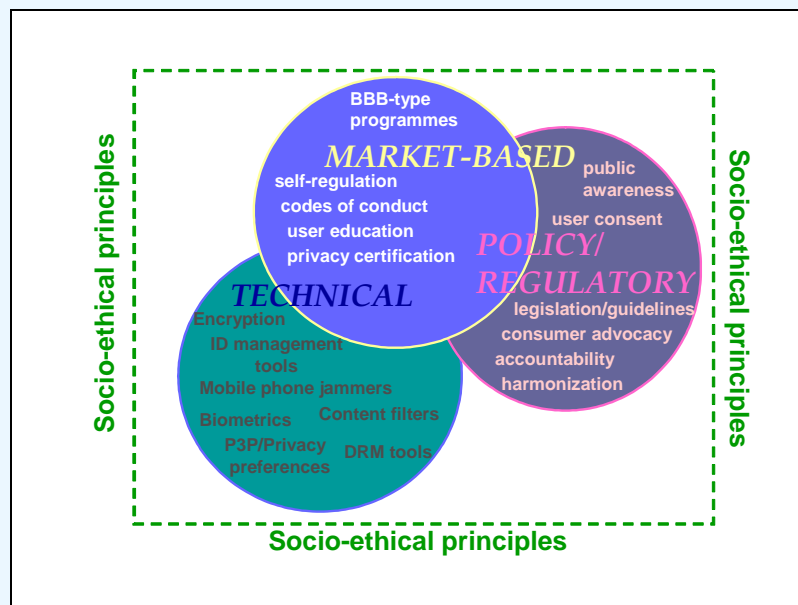 BBB-type
programmes
MARKET-BASED
self-regulation
codes of conduct
user education
privacy certification
public
awareness
user consent
POLICY/
REGULATORY
legislation/guidelines
consumer advocacy
accountability
harmonization
TECHNICAL
Encryption
ID management
tools
Mobile phone jammers
Biometrics
Content filters
P3P/Privacy
preferences
DRM tools
Socio-ethical principles
Socio-ethical principles
Socio-ethical principles